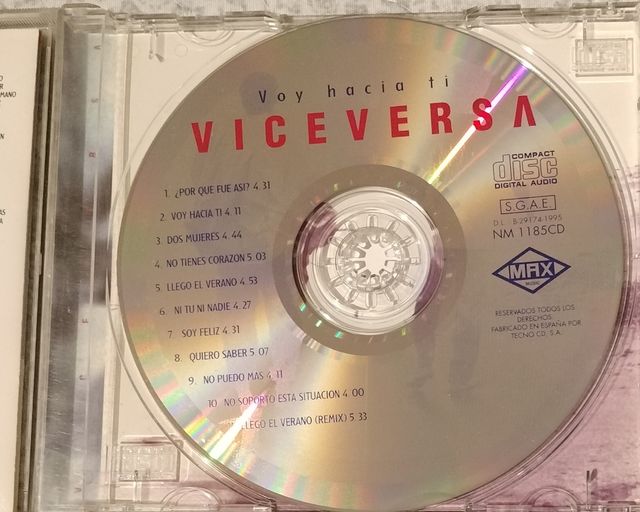 Voy hacia ti
VICEVERSA
1. ¿POR QUE FUE ASI? 4.31
2. VOY HACIA TI 4.11
3. DOS MUJERES 4.44
4. NO TIENES CORAZON 5.03
5. LLEGO EL VERANO 4.53
6. NI TU NI NADIE 4.27
7. SOY FELIZ 4.31
8. QUIERO SABER 5.07
9. NO PUEDO MAS 4.11
10. NO SOPORTO ESTA SITUACION 4.00
LLEGO EL VERANO (REMIX) 5.33
COMPACT
disc
DIGITAL AUDIO
S.G.A.E.
D.L. B-29174-1995
NM 1185CD
MAX
MUSIC
RESERVADOS TODOS LOS
DERECHOS.
FABRICADO EN ESPAÑA POR
TECNO CD, S.A.
MANO